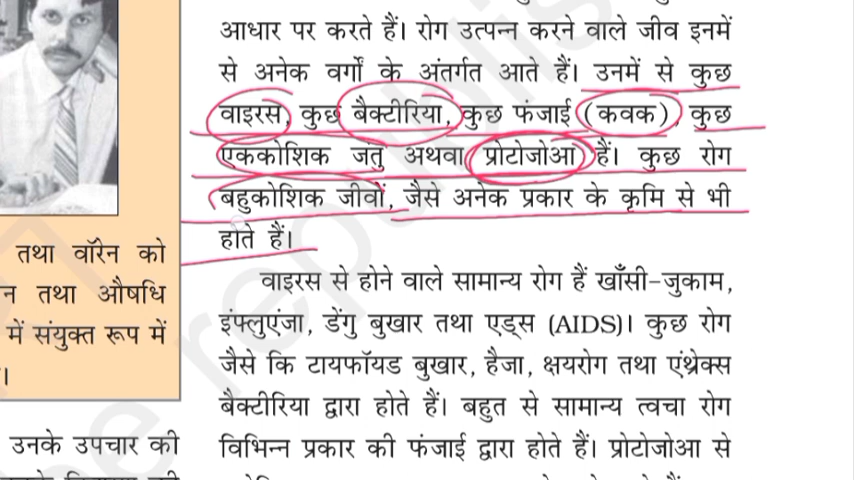 आधार पर करते हैं। रोग उत्पन्न करने वाले जीव इनमें
से अनेक वर्गों के अंतर्गत आते हैं। उनमें से कुछ
वाइरस, कुछ बैक्टीरिया, कुछ फंजाई (कवक), कुछ
एककोशिक जंतु अथवा प्रोटोजोआ हैं। कुछ रोग
बहुकोशिक जीवों, जैसे अनेक प्रकार के कृमि से भी
होते हैं।
वाइरस से होने वाले सामान्य रोग हैं खाँसी-जुकाम,
इंफ्लुएंजा, डेंगु बुखार तथा एड्स (AIDS)। कुछ रोग
जैसे कि टायफॉयड बुखार, हैजा, क्षयरोग तथा एंथ्रेक्स
बैक्टीरिया द्वारा होते हैं। बहुत से सामान्य त्वचा रोग
विभिन्न प्रकार की फंजाई द्वारा होते हैं। प्रोटोजोआ से
तथा वॉरेन को
न तथा औषधि
में संयुक्त रूप में
।
उनके उपचार की